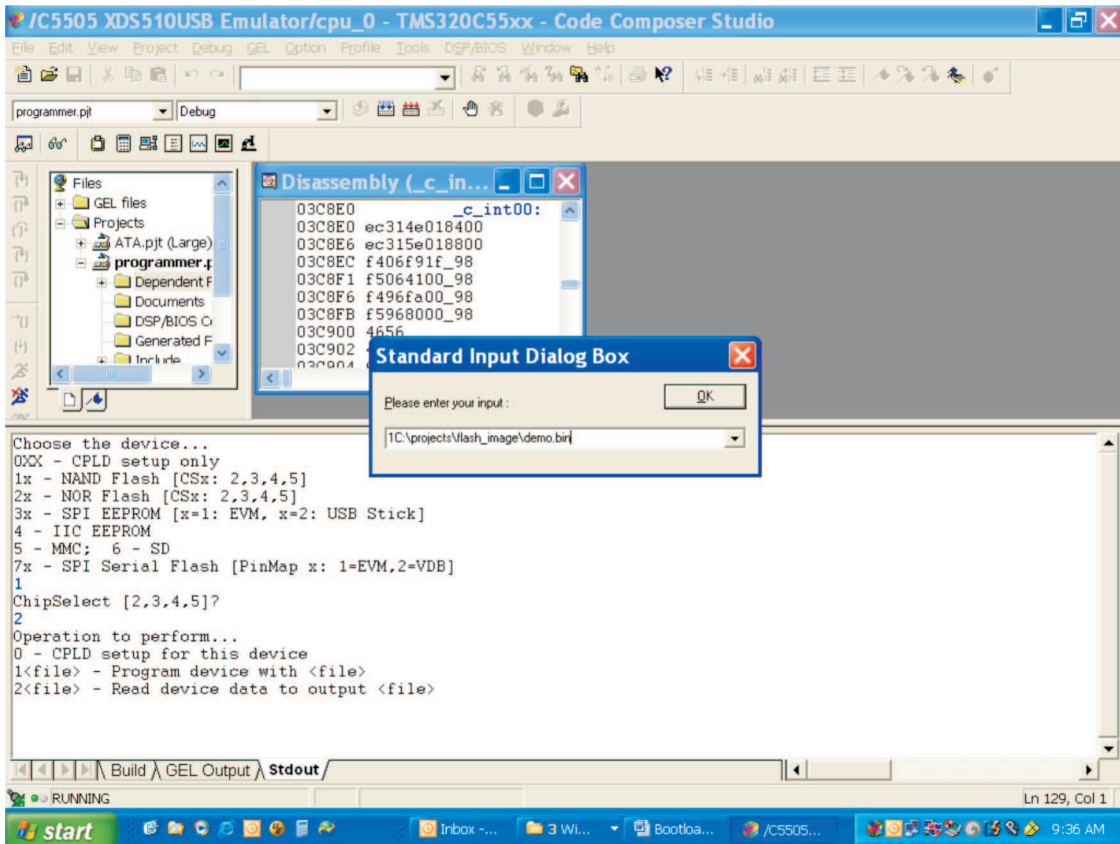 /C5505 XDS510USB Emulator/cpu_0 - TMS320C55xx - Code Composer Studio
File Edit View Project Debug GEL Option Profile Tools DSP/BIOS Window Help
programmer.pjt Debug
Files
GEL files
Projects
ATA.pjt (Large)
programmer.p
Dependent F
Documents
DSP/BIOS
Generated F
Include
Disassembly (_c_in...
03C8E0 _c_int00:
03C8E0 ec314e018400
03C8E6 ec315e018800
03C8EC f406f91f_98
03C8F1 f5064100_98
03C8F6 f496fa00_98
03C8FB f5968000_98
03C900 4656
03C902
03C904
Standard Input Dialog Box
Please enter your input :
OK
1C:\projects\flash_image\demo.bin
Choose the device...
0XX - CPLD setup only
1x - NAND Flash [CSx: 2,3,4,5]
2x - NOR Flash [CSx: 2,3,4,5]
3x - SPI EEPROM [x=1: EVM, x=2: USB Stick]
4 - IIC EEPROM
5 - MMC; 6 - SD
7x - SPI Serial Flash [PinMap x: 1=EVM,2=VDB]
1
ChipSelect [2,3,4,5]?
2
Operation to perform...
0 - CPLD setup for this device
1<file> - Program device with <file>
2<file> - Read device data to output <file>
Build GEL Output Stdout
RUNNING
Ln 129, Col 1
start Inbox -... 3 Wi... Bootloa... /C5505... 9:36 AM